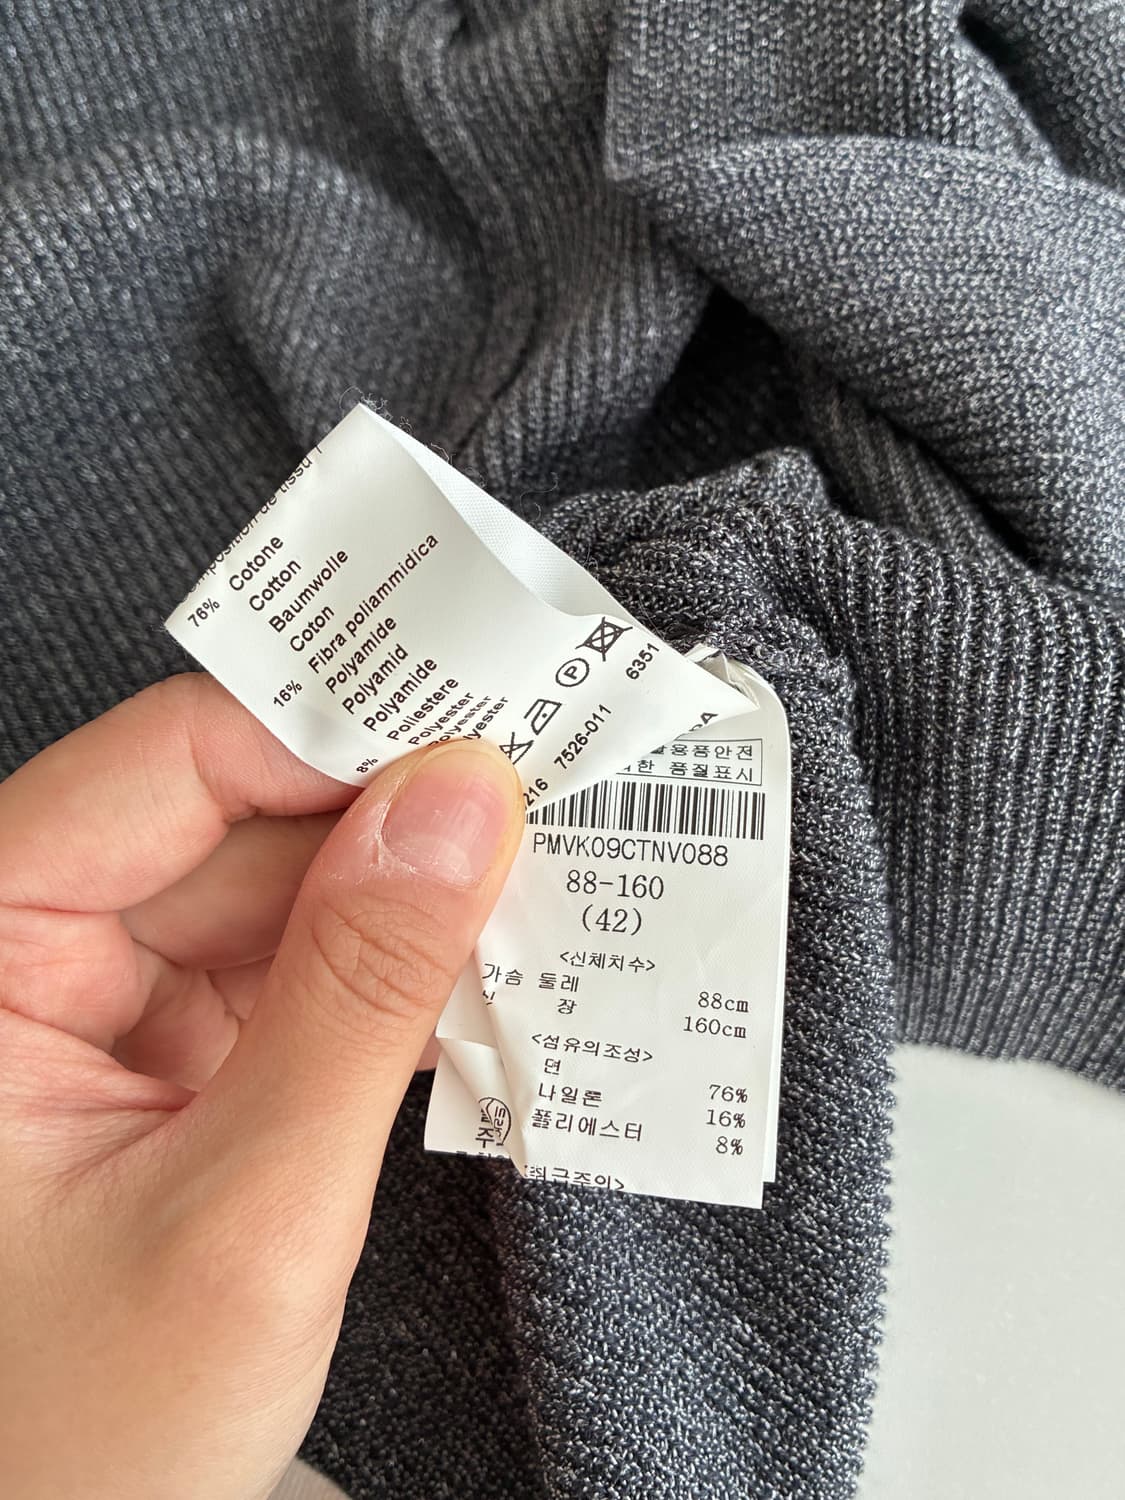 76% Cotone
Cotton
Baumwolle
Coton
16% Fibra poliammidica
Polyamide
Polyamid
Polyamide
8% Poliestere
Polyester
Polyester
P
216 7526-011 6351
용품안전
한 품질표시
PMVK09CTNV088
88-160
(42)
<신체치수>
가슴 둘레 88cm
장 160cm
<섬유의조성>
면 76%
나일론 16%
폴리에스터 8%